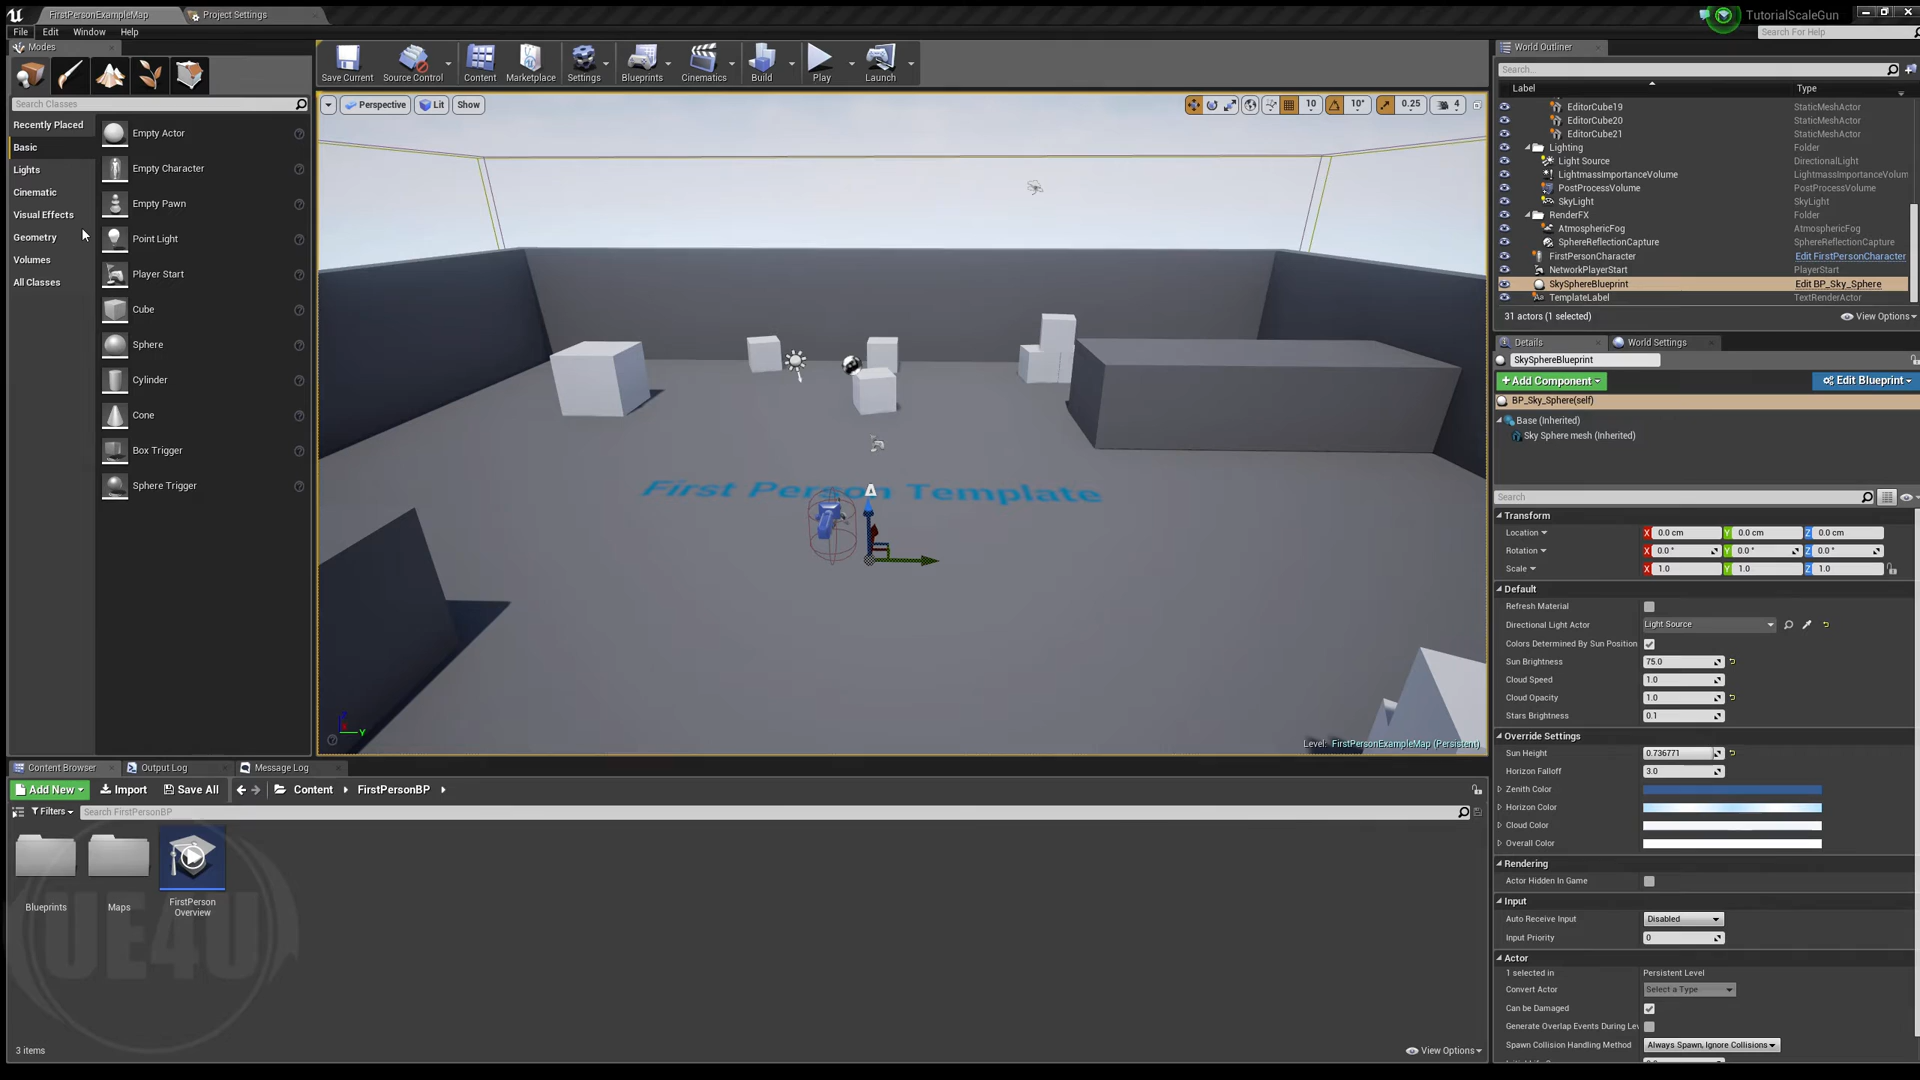 FirstPersonExampleMap
Project Settings
TutorialScaleGun
File Edit Window Help
Search For Help
Modes
Search Classes
Recently Placed
Basic
Lights
Cinematic
Visual Effects
Geometry
Volumes
All Classes
Empty Actor
Empty Character
Empty Pawn
Point Light
Player Start
Cube
Sphere
Cylinder
Cone
Box Trigger
Sphere Trigger
Save Current Source Control Content Marketplace Settings Blueprints Cinematics Build Play Launch
Perspective Lit Show
10 10° 0.25 4
First Person Template
Level: FirstPersonExampleMap (Persistent)
World Outliner
Search...
Label Type
EditorCube19 StaticMeshActor
EditorCube20 StaticMeshActor
EditorCube21 StaticMeshActor
Lighting Folder
Light Source DirectionalLight
LightmassImportanceVolume LightmassImportanceVolum
PostProcessVolume PostProcessVolume
SkyLight SkyLight
RenderFX Folder
AtmosphericFog AtmosphericFog
SphereReflectionCapture SphereReflectionCapture
FirstPersonCharacter Edit FirstPersonCharacter
NetworkPlayerStart PlayerStart
SkySphereBlueprint Edit BP_Sky_Sphere
TemplateLabel TextRenderActor
31 actors (1 selected) View Options
Details World Settings
SkySphereBlueprint
+Add Component Edit Blueprint
BP_Sky_Sphere(self)
Base (Inherited)
Sky Sphere mesh (Inherited)
Search
Transform
Location X 0.0 cm Y 0.0 cm Z 0.0 cm
Rotation X 0.0 ° Y 0.0 ° Z 0.0 °
Scale X 1.0 Y 1.0 Z 1.0
Default
Refresh Material
Directional Light Actor Light Source
Colors Determined By Sun Position
Sun Brightness 75.0
Cloud Speed 1.0
Cloud Opacity 1.0
Stars Brightness 0.1
Override Settings
Sun Height 0.736771
Horizon Falloff 3.0
Zenith Color
Horizon Color
Cloud Color
Overall Color
Rendering
Actor Hidden In Game
Input
Auto Receive Input Disabled
Input Priority 0
Actor
1 selected in Persistent Level
Convert Actor Select a Type
Can be Damaged
Generate Overlap Events During Lev
Spawn Collision Handling Method Always Spawn, Ignore Collisions
Content Browser Output Log Message Log
Add New Import Save All Content FirstPersonBP
Filters Search FirstPersonBP
Blueprints
Maps
FirstPerson
Overview
UE4U
3 items
View Options